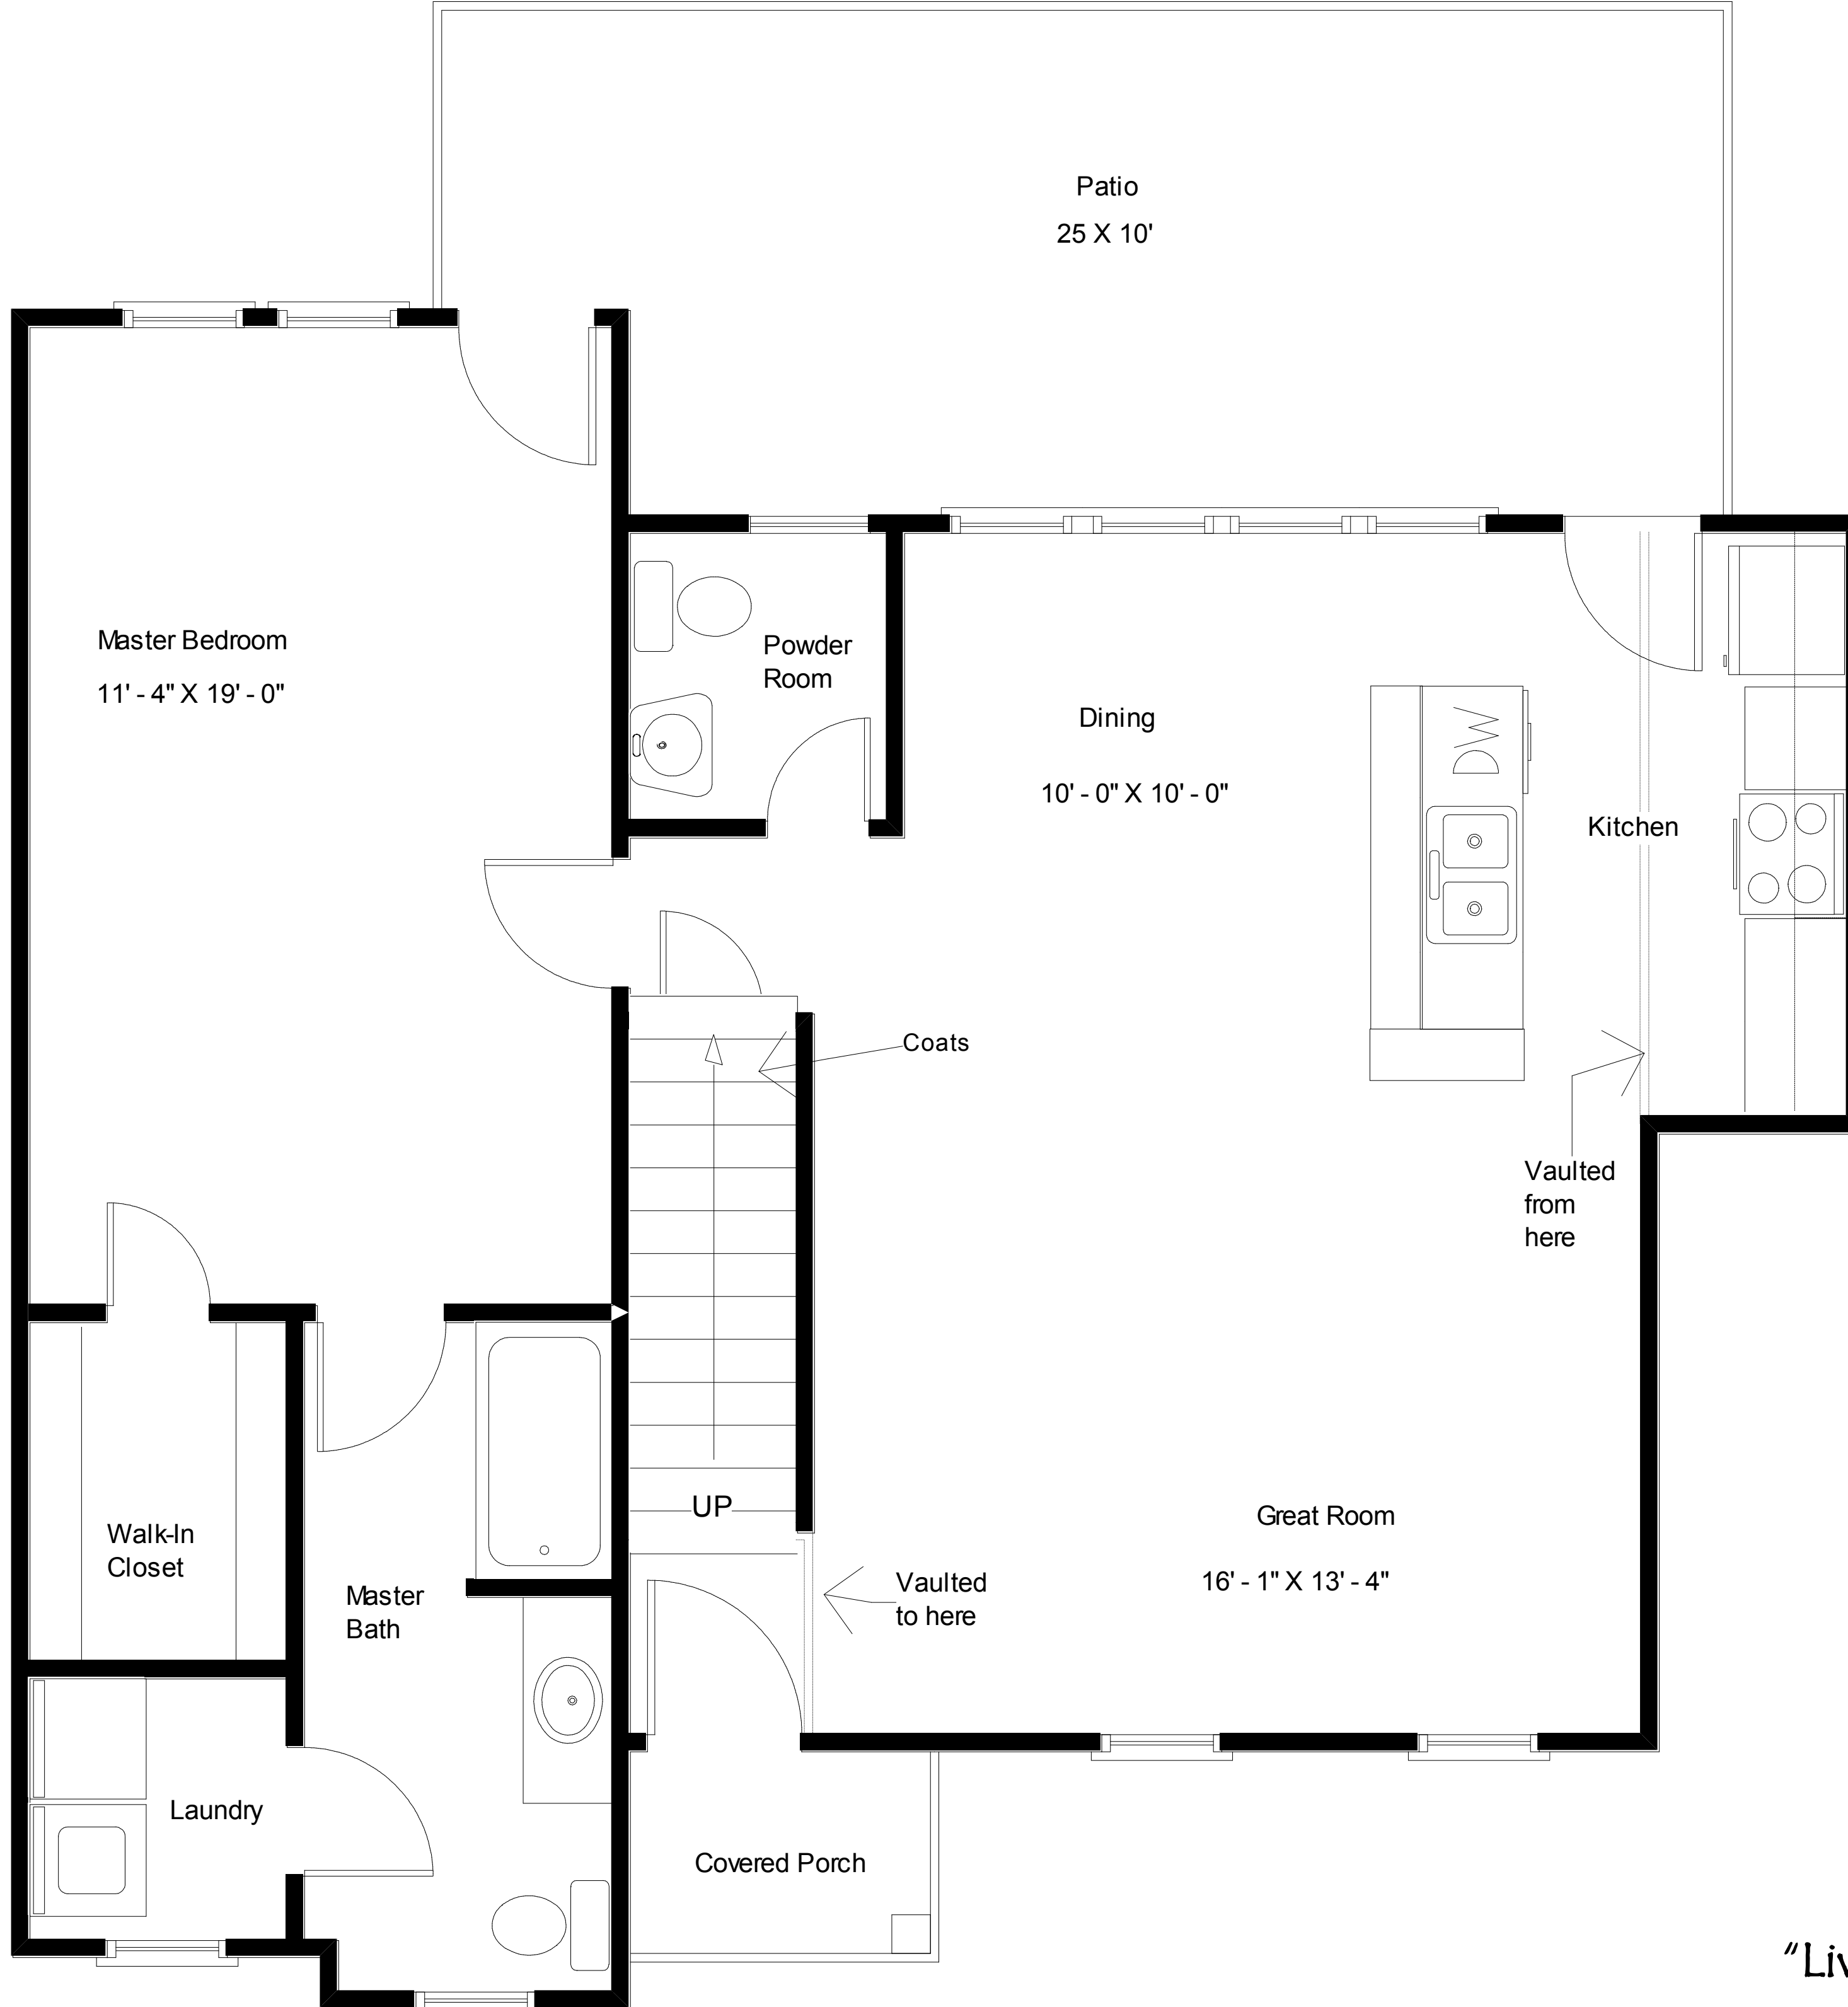 Patio
25 X 10'
Master Bedroom
11' - 4" X 19' - 0"
Powder
Room
Dining
10' - 0" X 10' - 0"
DW
Kitchen
Coats
Vaulted
from
here
UP
Great Room
16' - 1" X 13' - 4"
Walk-In
Closet
Master
Bath
Vaulted
to here
Laundry
Covered Porch
"Liv